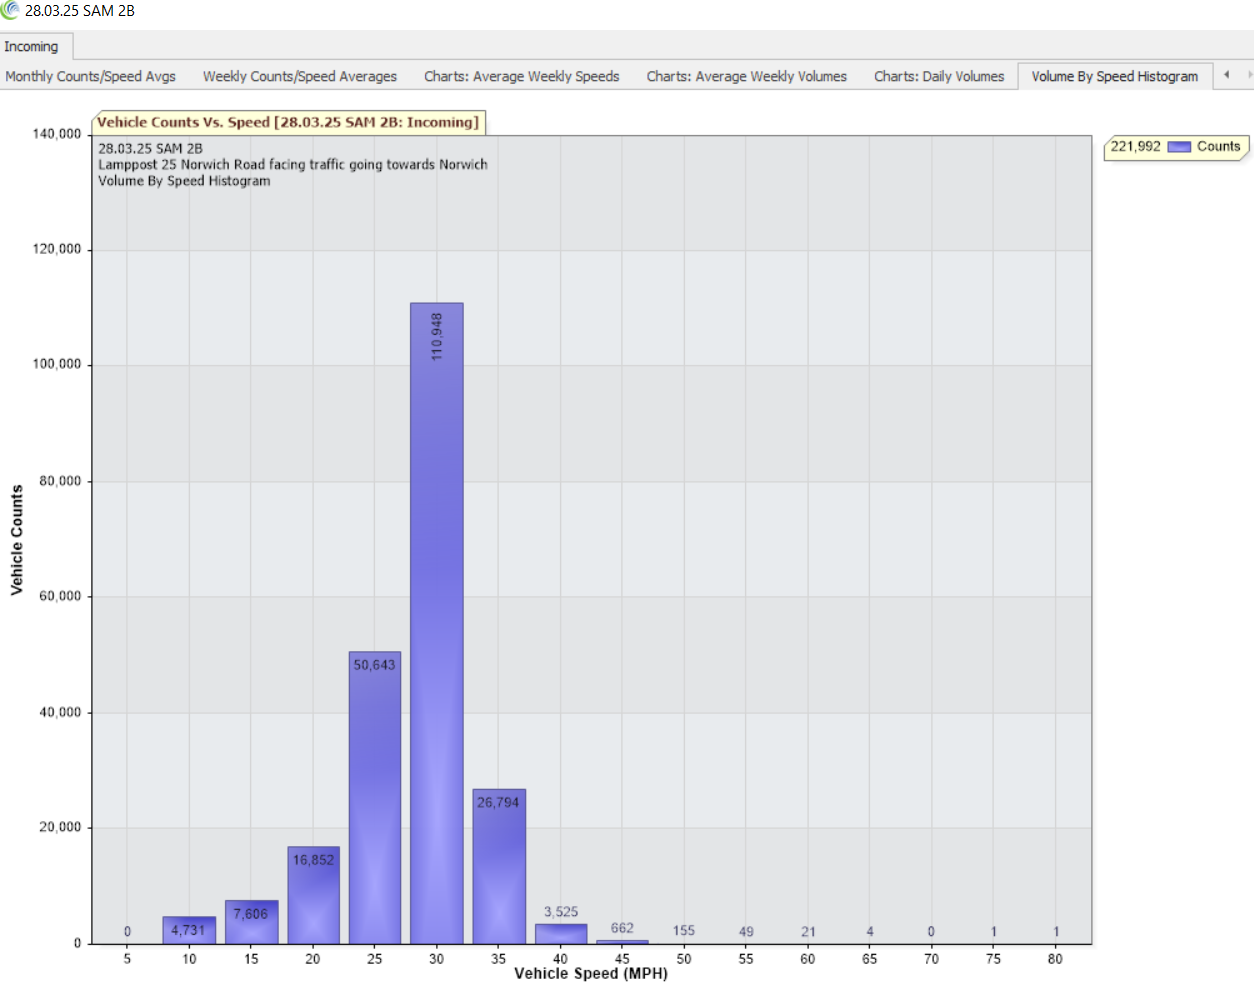 28.03.25 SAM 2B
Incoming
Monthly Counts/Speed Avgs Weekly Counts/Speed Averages Charts: Average Weekly Speeds Charts: Average Weekly Volumes Charts: Daily Volumes Volume By Speed Histogram
Vehicle Counts Vs. Speed [28.03.25 SAM 2B: Incoming]
28.03.25 SAM 2B
Lamppost 25 Norwich Road facing traffic going towards Norwich
Volume By Speed Histogram
221,992 Counts
Vehicle Counts
140,000
120,000
100,000
80,000
60,000
40,000
20,000
0
0 4,731 7,606 16,852 50,643 110,948 26,794 3,525 662 155 49 21 4 0 1 1
5 10 15 20 25 30 35 40 45 50 55 60 65 70 75 80
Vehicle Speed (MPH)